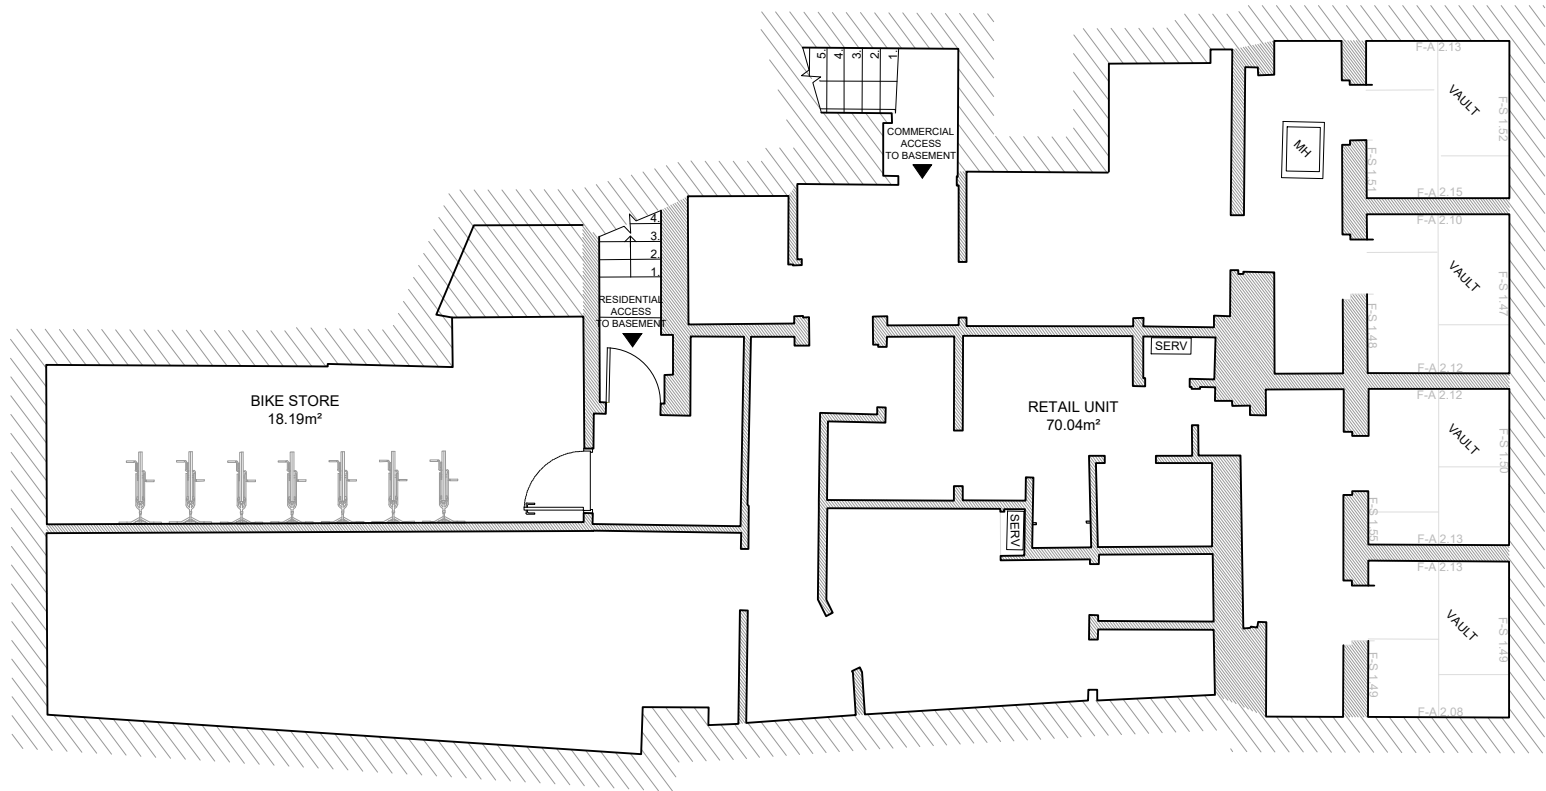 5.
4.
3.
2.
1.
COMMERCIAL
ACCESS
TO BASEMENT
4.
3.
2.
1.
RESIDENTIAL
ACCESS
TO BASEMENT
BIKE STORE
18.19m²
RETAIL UNIT
70.04m²
SERV
SERV
MH
F-A 2.13
VAULT
F-S 1.52
F-S 1.51
F-A 2.15
F-A 2.10
VAULT
F-S 1.47
F-S 1.48
F-A 2.12
F-A 2.12
VAULT
F-S 1.50
F-S 1.55
F-A 2.13
F-A 2.13
VAULT
F-S 1.49
F-S 1.49
F-A 2.08